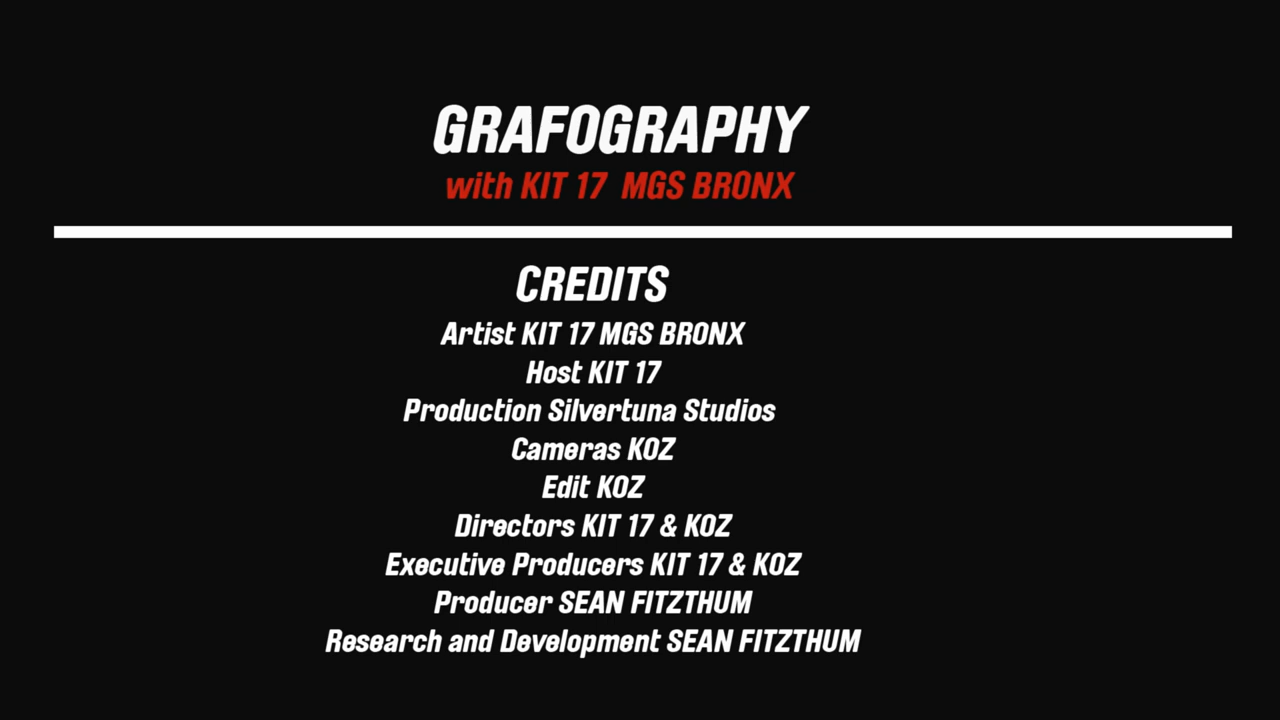 GRAFOGRAPHY
with KIT 17 MGS BRONX
CREDITS
Artist KIT 17 MGS BRONX
Host KIT 17
Production Silvertuna Studios
Cameras KOZ
Edit KOZ
Directors KIT 17 & KOZ
Executive Producers KIT 17 & KOZ
Producer SEAN FITZTHUM
Research and Development SEAN FITZTHUM